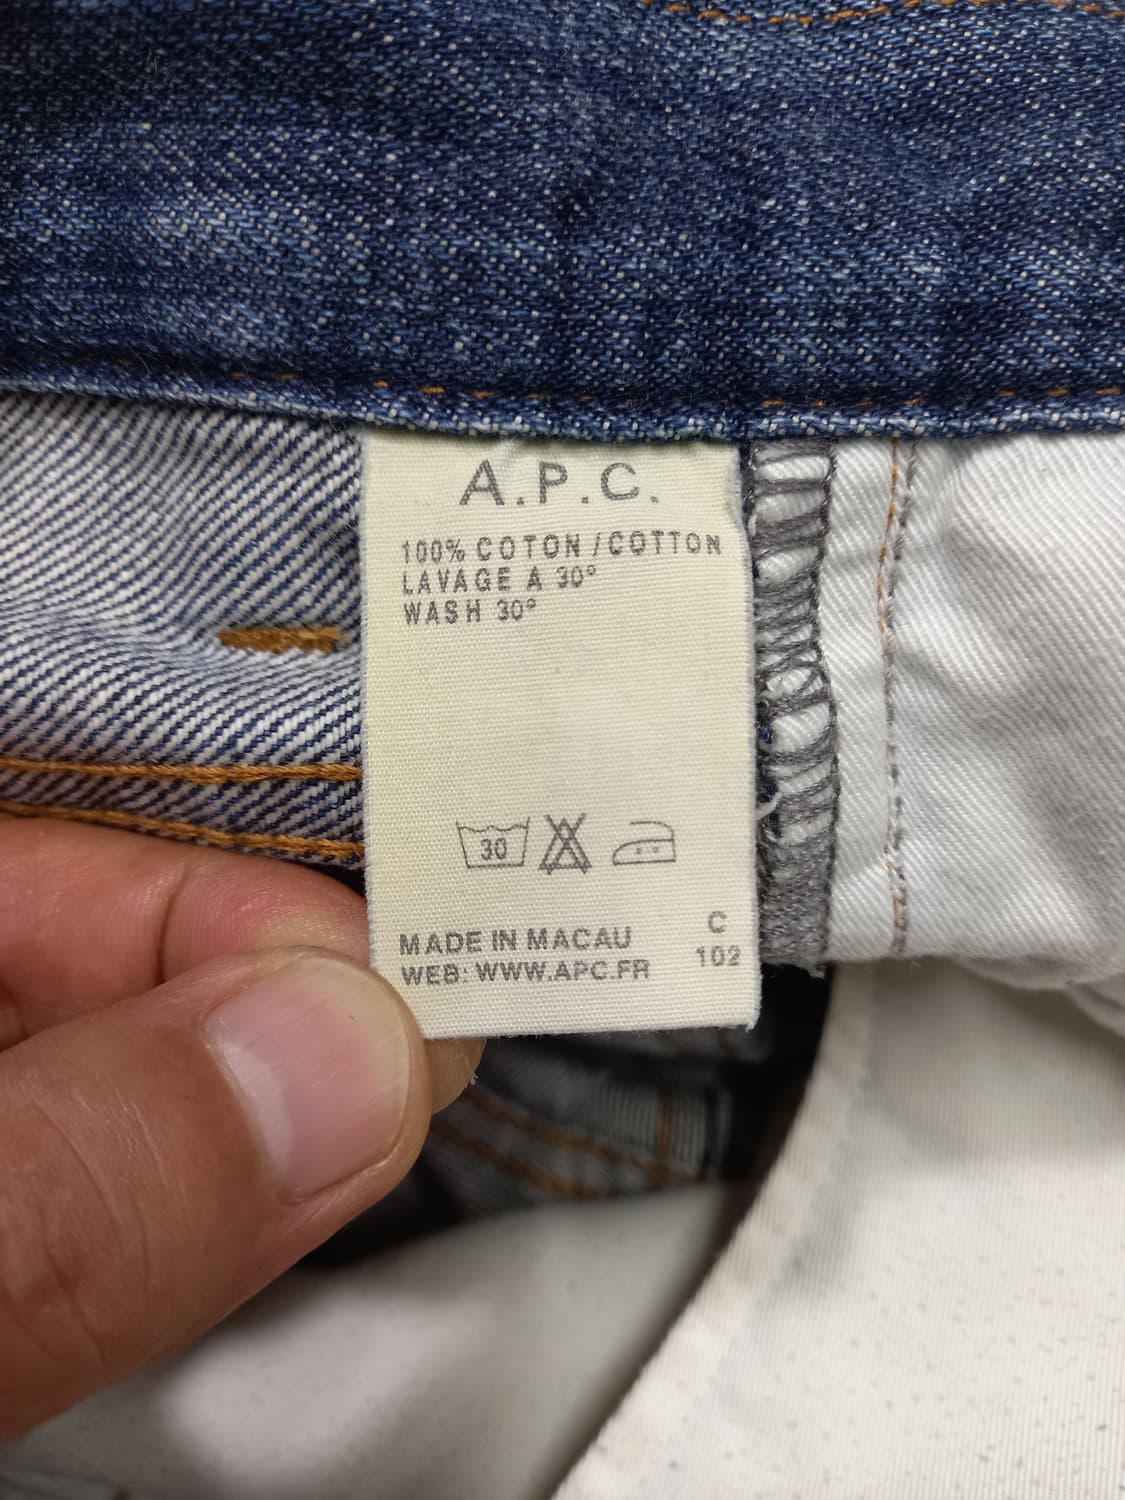 A.P.C.
100% COTON / COTTON
LAVAGE A 30°
WASH 30°
30
MADE IN MACAU
WEB: WWW.APC.FR
C
102